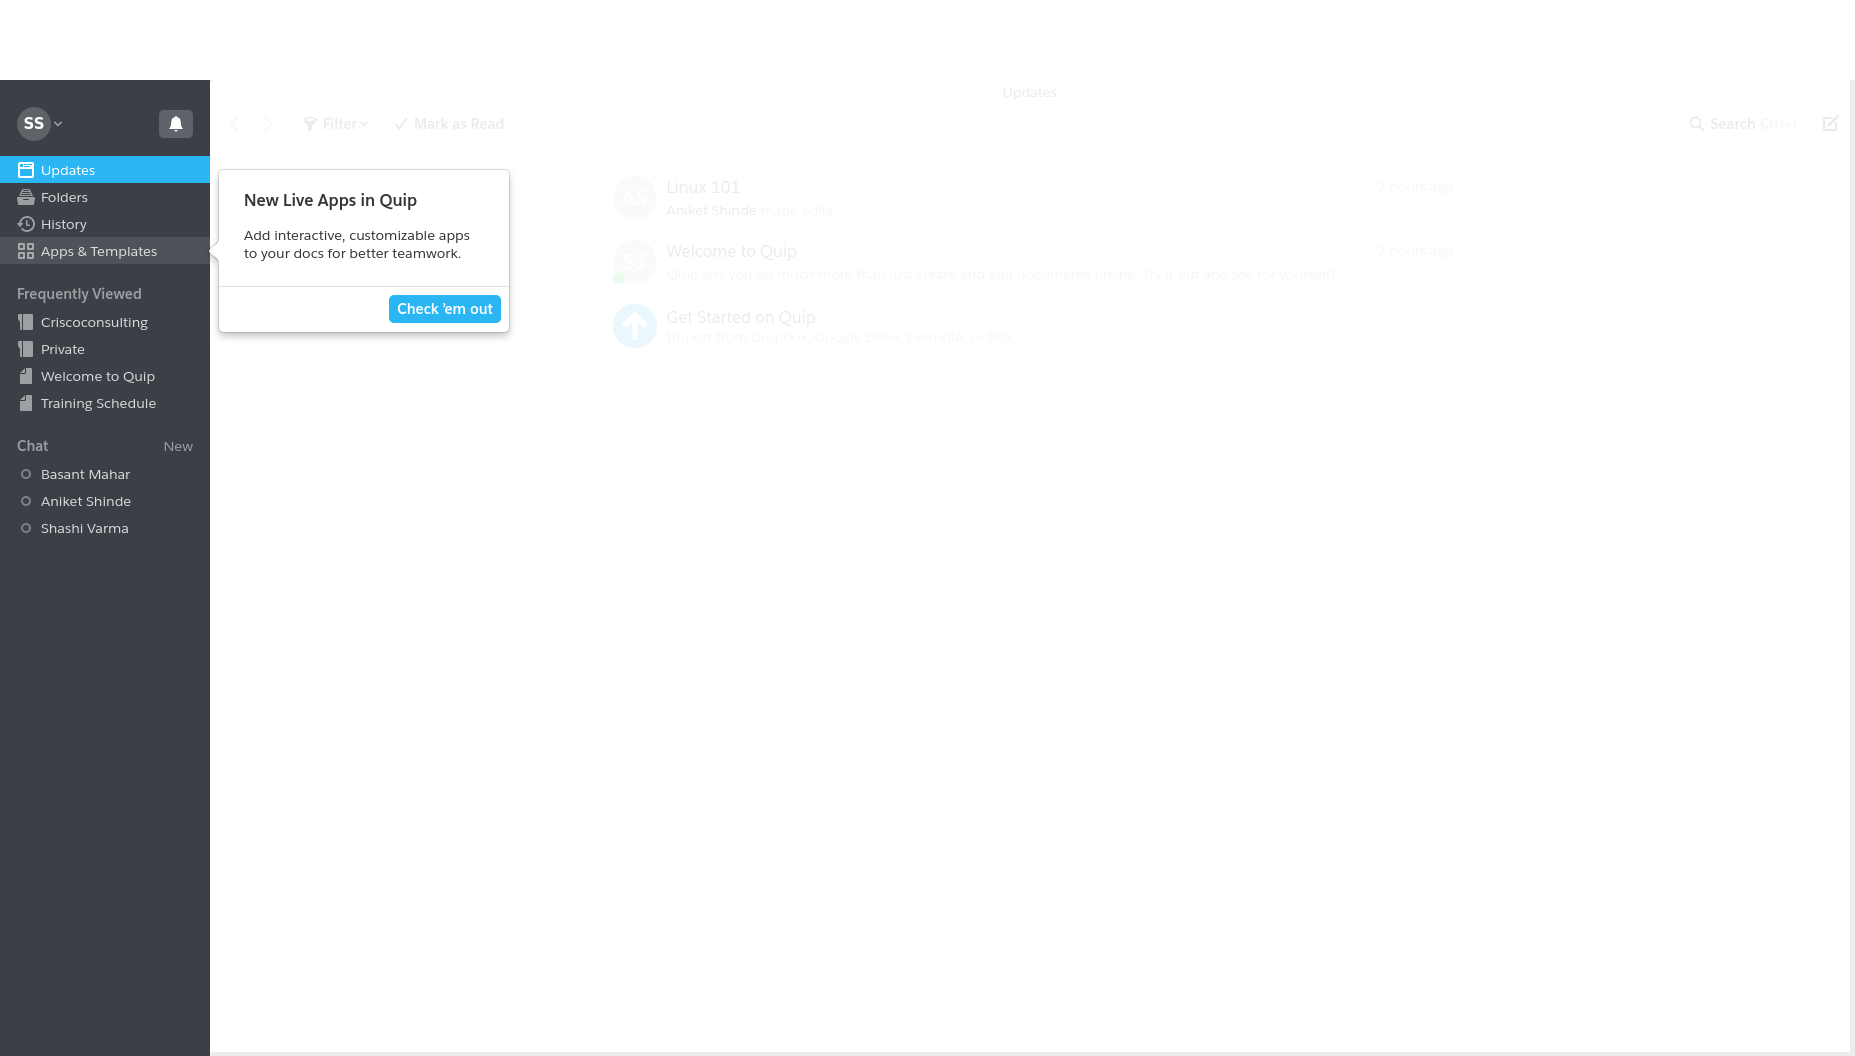 Updates
SS
Filter
Mark as Read
Search Ctrl+J
Updates
Folders
History
Apps & Templates
Frequently Viewed
Criscoconsulting
Private
Welcome to Quip
Training Schedule
Chat New
Basant Mahar
Aniket Shinde
Shashi Varma
New Live Apps in Quip
Add interactive, customizable apps
to your docs for better teamwork.
Check 'em out
AS
Linux 101
2 hours ago
Aniket Shinde made edits
SS
Welcome to Quip
2 hours ago
Quip lets you do much more than just create and edit documents online. Try it out and see for yourself!
Get Started on Quip
Import from Dropbox, Google Drive, Evernote, or Box